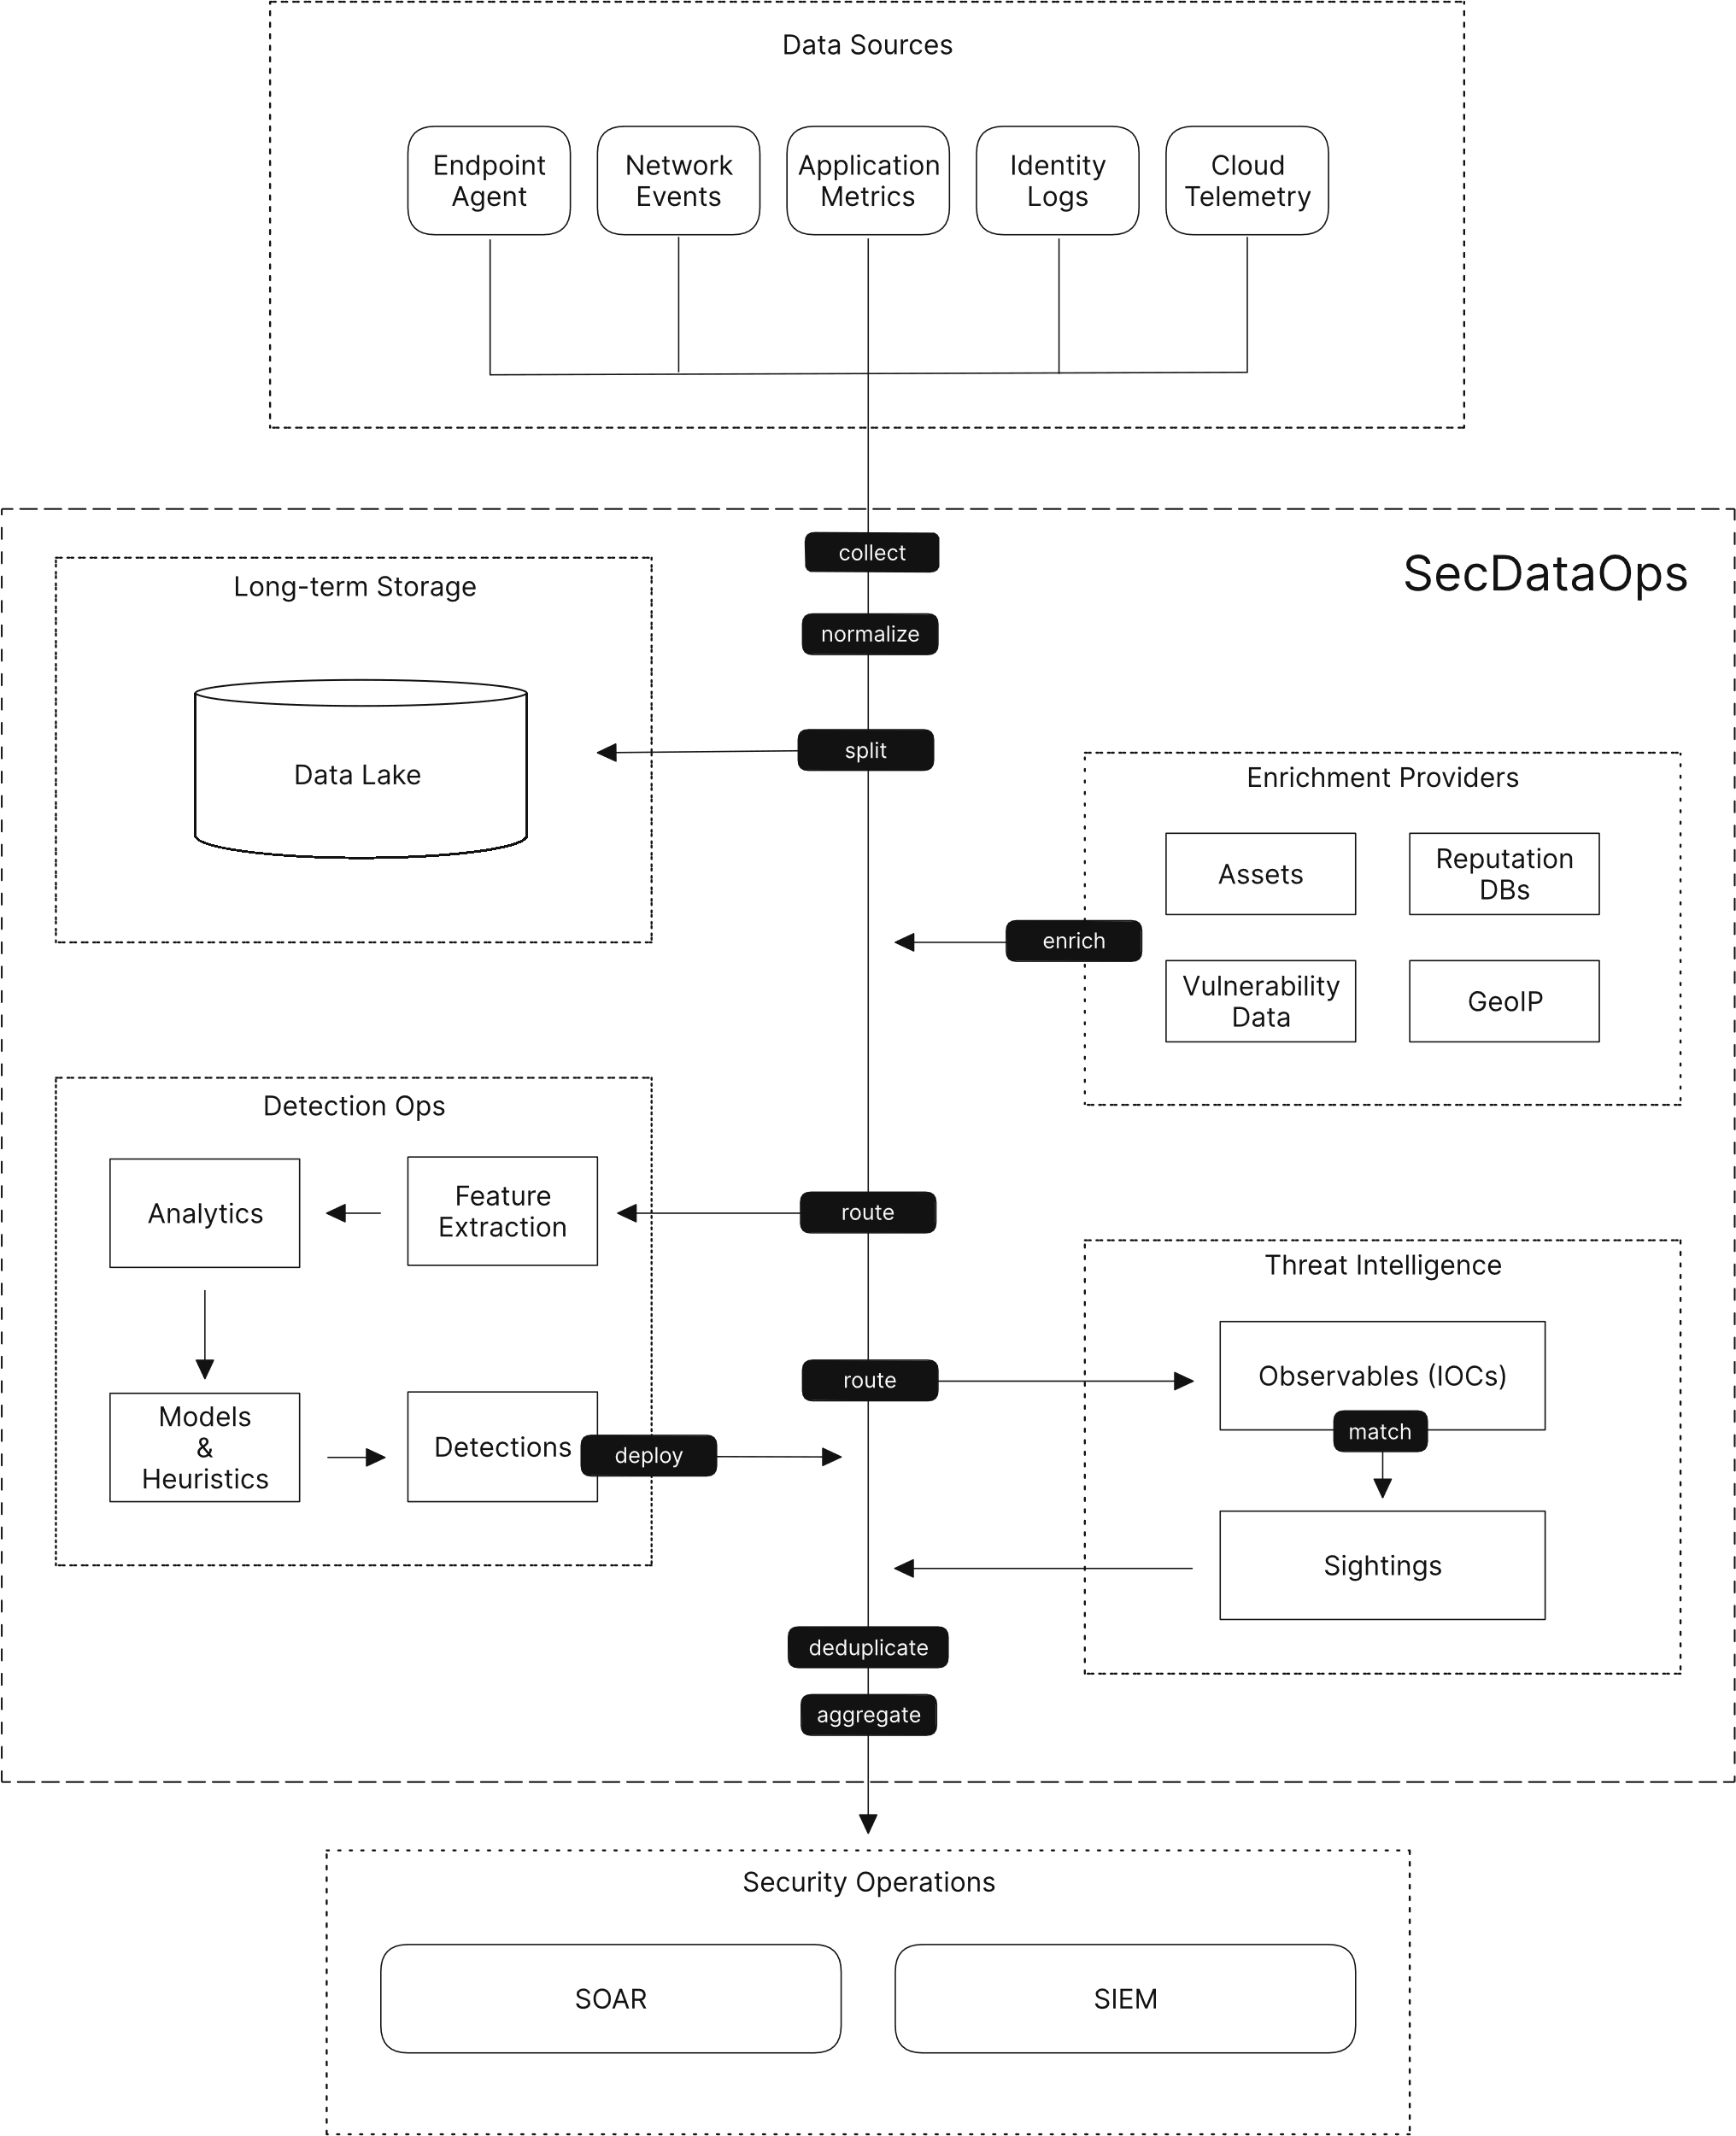 Data Sources
Endpoint
Agent
Network
Events
Application
Metrics
Identity
Logs
Cloud
Telemetry
collect
SecDataOps
Long-term Storage
normalize
Data Lake
split
Enrichment Providers
Assets
Reputation
DBs
enrich
Vulnerability
Data
GeoIP
Detection Ops
Analytics
Feature
Extraction
route
Threat Intelligence
route
Observables (IOCs)
match
Models
&
Heuristics
Detections
deploy
Sightings
deduplicate
aggregate
Security Operations
SOAR
SIEM